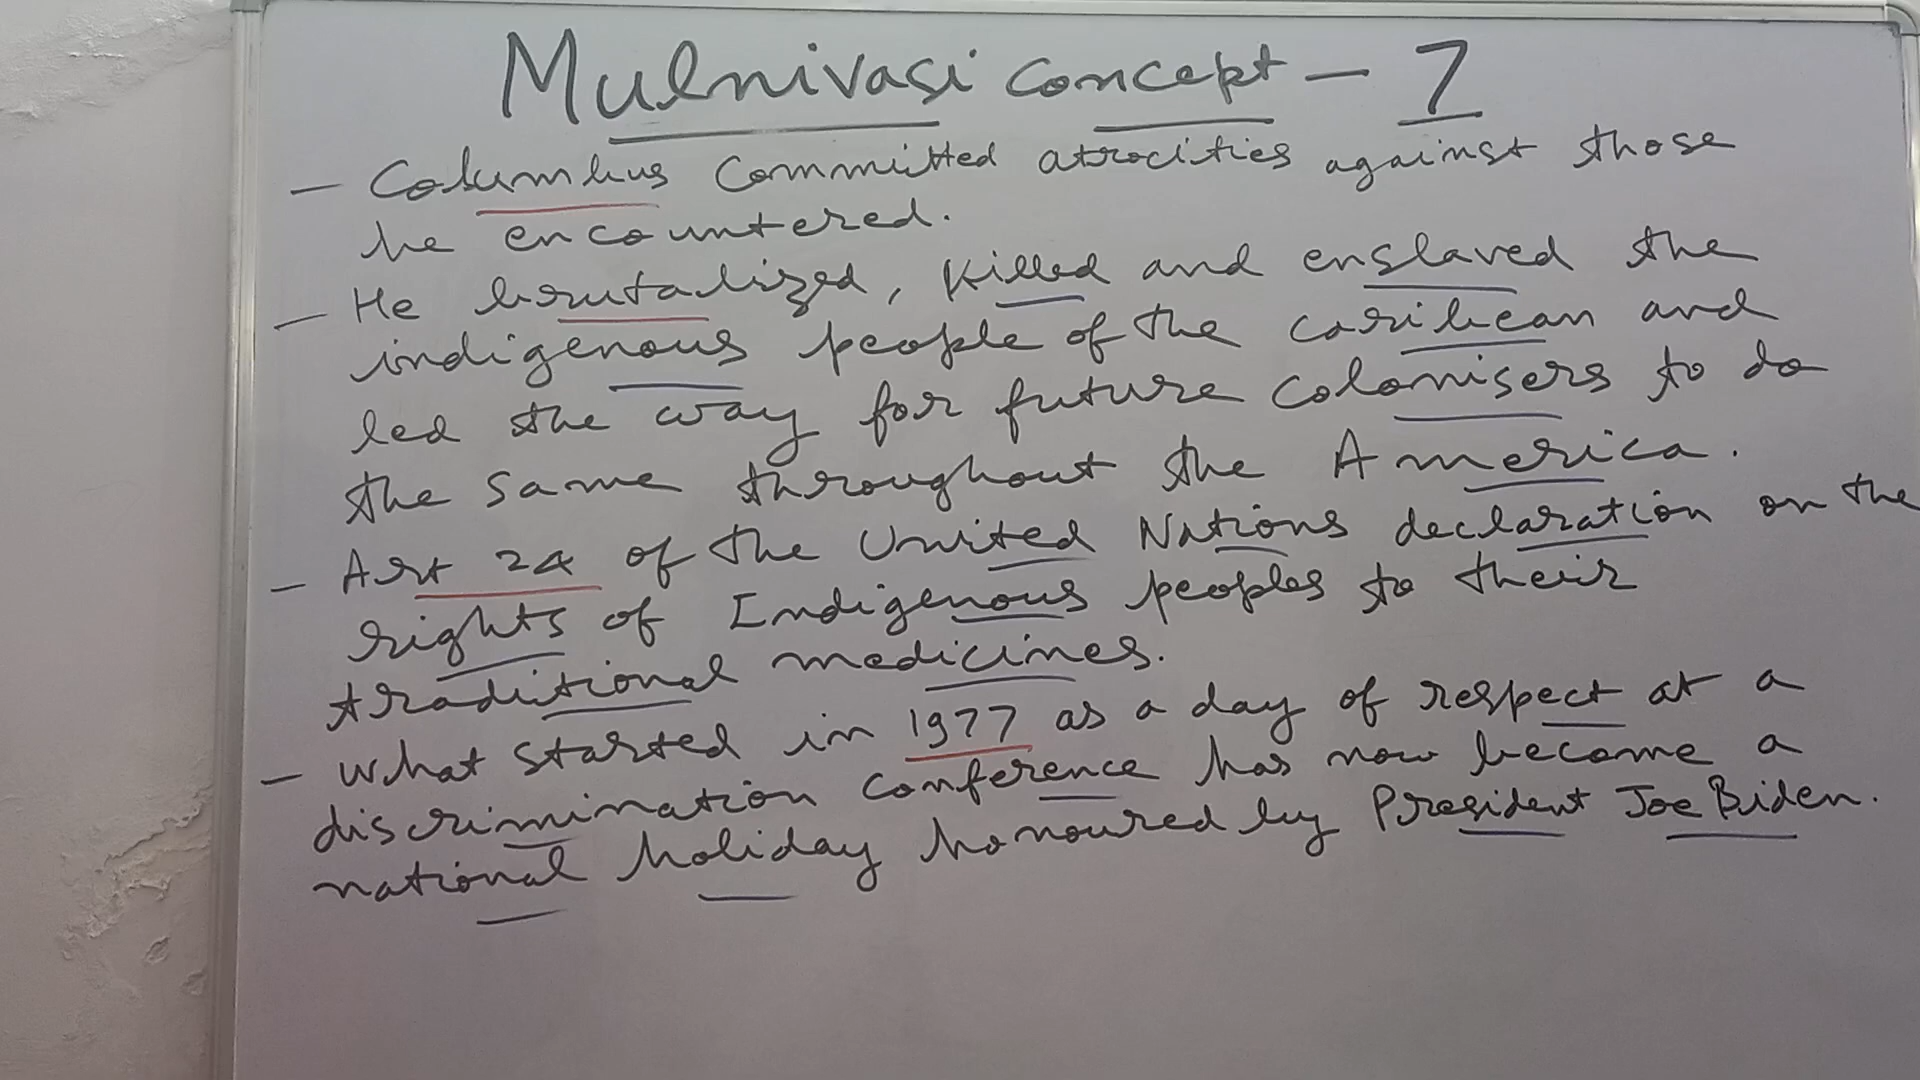 Mulnivasi concept - 7
- Columbus committed atrocities against those
he encountered.
- He brutalized, killed and enslaved the
indigenous people of the caribean and
led the way for future colonisers to do
the same throughout the America.
- Art 24 of the United Nations declaration on the
rights of Indigenous peoples to their
traditional medicines.
- What started in 1977 as a day of respect at a
discrimination conference has now become a
national holiday honoured by President Joe Biden.